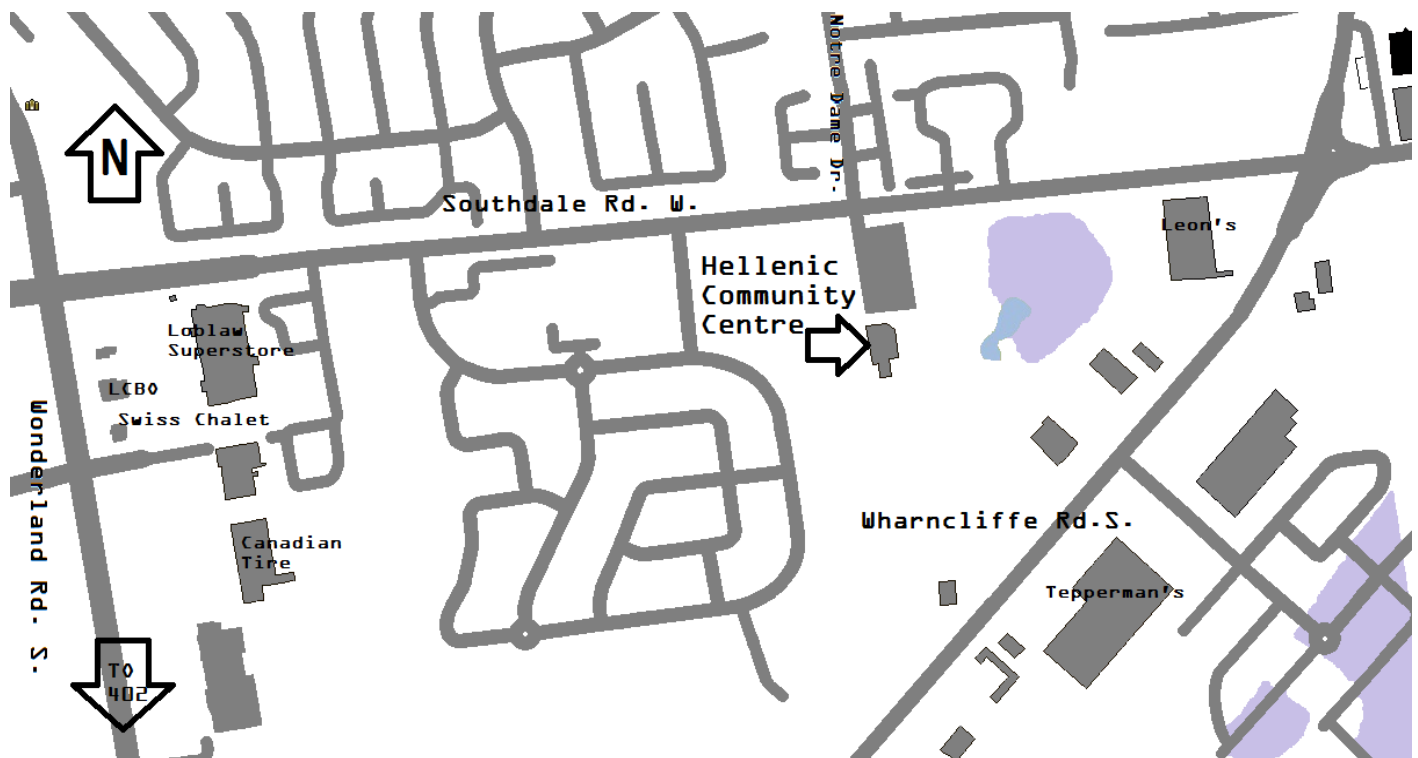 Notre Dame Dr.
N
Southdale Rd. W.
Leon's
Hellenic
Community
Centre
Loblaw
Superstore
LCBO
Swiss Chalet
Wonderland Rd. S.
Wharncliffe Rd.S.
Canadian
Tire
Tepperman's
TO
402